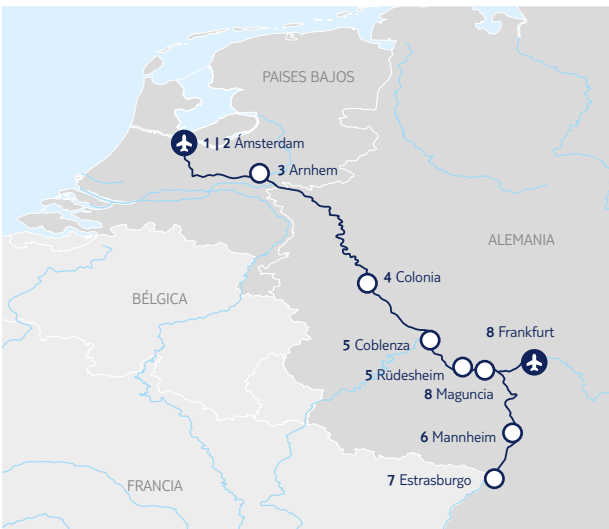 PAISES BAJOS
1 | 2 Ámsterdam
3 Arnhem
ALEMANIA
4 Colonia
BÉLGICA
8 Frankfurt
5 Coblenza
5 Rüdesheim
8 Maguncia
6 Mannheim
7 Estrasburgo
FRANCIA